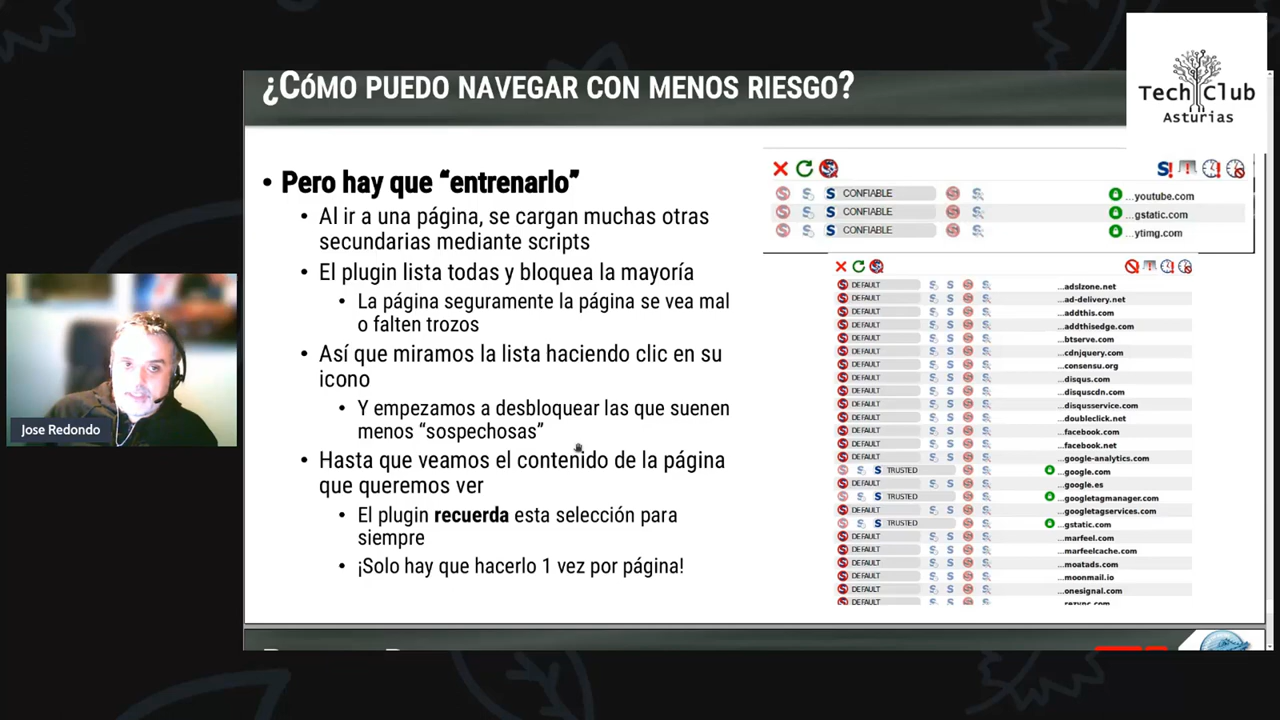 ¿CÓMO PUEDO NAVEGAR CON MENOS RIESGO?
Tech Club
Asturias
• Pero hay que “entrenarlo”
• Al ir a una página, se cargan muchas otras
secundarias mediante scripts
• El plugin lista todas y bloquea la mayoría
• La página seguramente la página se vea mal
o falten trozos
• Así que miramos la lista haciendo clic en su
icono
• Y empezamos a desbloquear las que suenen
menos “sospechosas”
• Hasta que veamos el contenido de la página
que queremos ver
• El plugin recuerda esta selección para
siempre
• ¡Solo hay que hacerlo 1 vez por página!
CONFIABLE ...youtube.com
CONFIABLE ...gstatic.com
CONFIABLE ...ytimg.com
DEFAULT ...adslzone.net
DEFAULT ...ad-delivery.net
DEFAULT ...addthis.com
DEFAULT ...addthisedge.com
DEFAULT ...btserve.com
DEFAULT ...cdnjquery.com
DEFAULT ...consensu.org
DEFAULT ...disqus.com
DEFAULT ...disquscdn.com
DEFAULT ...disqusservice.com
DEFAULT ...doubleclick.net
DEFAULT ...facebook.com
DEFAULT ...facebook.net
DEFAULT ...google-analytics.com
TRUSTED ...google.com
DEFAULT ...google.es
TRUSTED ...googletagmanager.com
DEFAULT ...googletagservices.com
TRUSTED ...gstatic.com
DEFAULT ...marfeel.com
DEFAULT ...marfeelcache.com
DEFAULT ...moatads.com
DEFAULT ...moonmail.io
DEFAULT ...onesignal.com
DEFAULT
Jose Redondo